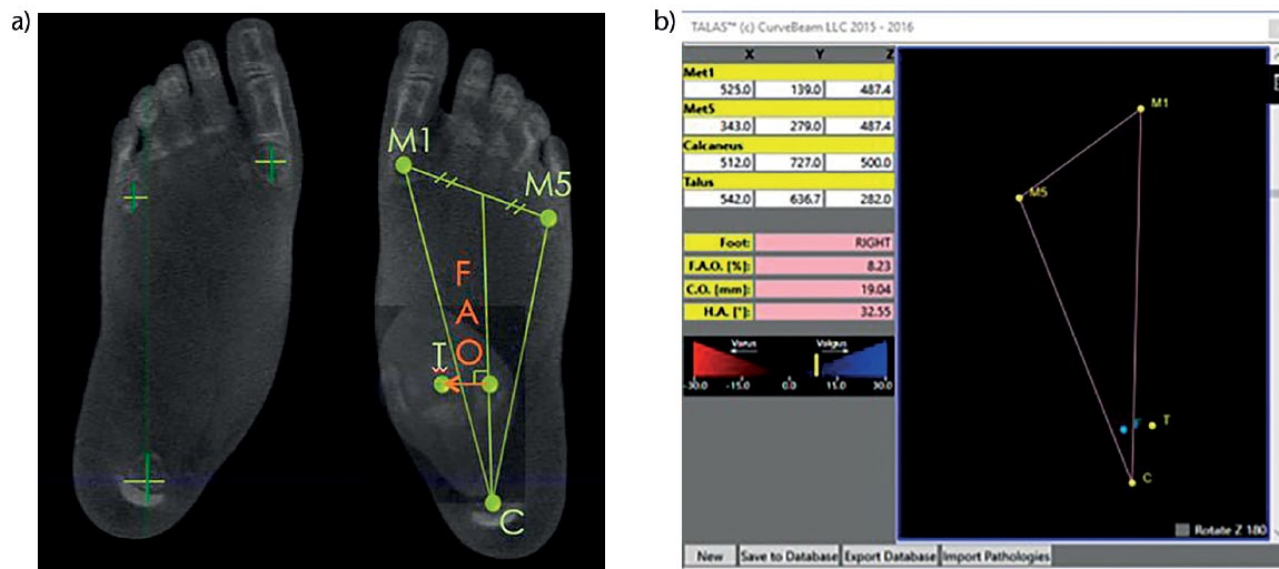 a)
M1
M5
F
A
O
T
C
b)
TALAS™ (c) CurveBeam LLC 2015 - 2016
X Y Z
Met1
525.0 139.0 487.4
Met5
343.0 279.0 487.4
Calcaneus
512.0 727.0 500.0
Talus
542.0 636.7 282.0
Foot: RIGHT
F.A.O. [%]: 8.23
C.O. [mm]: 19.04
H.A. [°]: 32.55
Varus Valgus
-30.0 -15.0 0.0 15.0 30.0
M1
M5
F T
C
Rotate Z 180
New Save to Database Export Database Import Pathologies